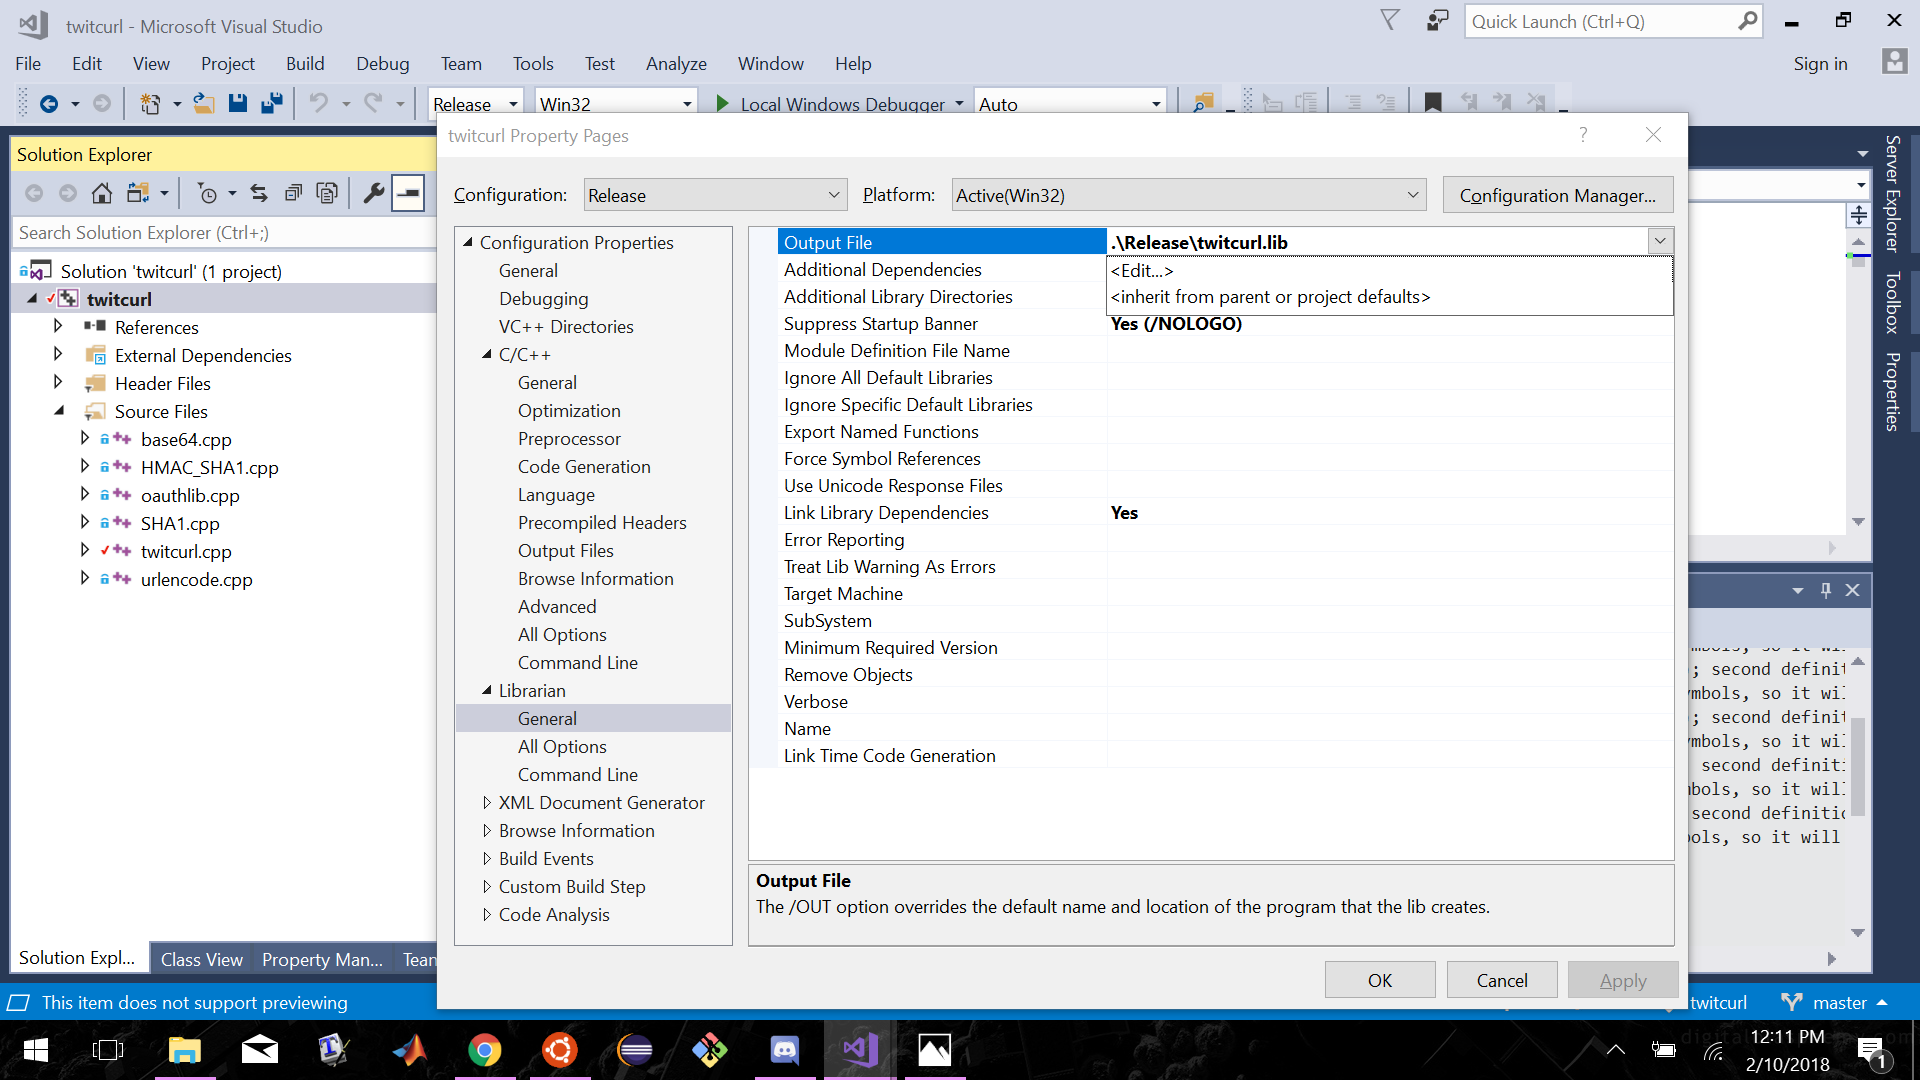 twitcurl - Microsoft Visual Studio
Quick Launch (Ctrl+Q)
File Edit View Project Build Debug Team Tools Test Analyze Window Help
Sign in
Release Win32 Local Windows Debugger Auto
Solution Explorer
Search Solution Explorer (Ctrl+;)
Solution 'twitcurl' (1 project)
twitcurl
References
External Dependencies
Header Files
Source Files
base64.cpp
HMAC_SHA1.cpp
oauthlib.cpp
SHA1.cpp
twitcurl.cpp
urlencode.cpp
Solution Expl... Class View Property Man... Team
twitcurl Property Pages
?
Configuration: Release Platform: Active(Win32) Configuration Manager...
Configuration Properties
General
Debugging
VC++ Directories
C/C++
General
Optimization
Preprocessor
Code Generation
Language
Precompiled Headers
Output Files
Browse Information
Advanced
All Options
Command Line
Librarian
General
All Options
Command Line
XML Document Generator
Browse Information
Build Events
Custom Build Step
Code Analysis
Output File .\Release\twitcurl.lib
Additional Dependencies <Edit...>
Additional Library Directories <inherit from parent or project defaults>
Suppress Startup Banner Yes (/NOLOGO)
Module Definition File Name
Ignore All Default Libraries
Ignore Specific Default Libraries
Export Named Functions
Force Symbol References
Use Unicode Response Files
Link Library Dependencies Yes
Error Reporting
Treat Lib Warning As Errors
Target Machine
SubSystem
Minimum Required Version
Remove Objects
Verbose
Name
Link Time Code Generation
Output File
The /OUT option overrides the default name and location of the program that the lib creates.
OK Cancel Apply
Server Explorer
Toolbox
Properties
; second definit
mbols, so it wil
; second definit
mbols, so it wi
second definiti
nbols, so it will
second definitio
ols, so it will
This item does not support previewing
twitcurl master
12:11 PM
2/10/2018
1